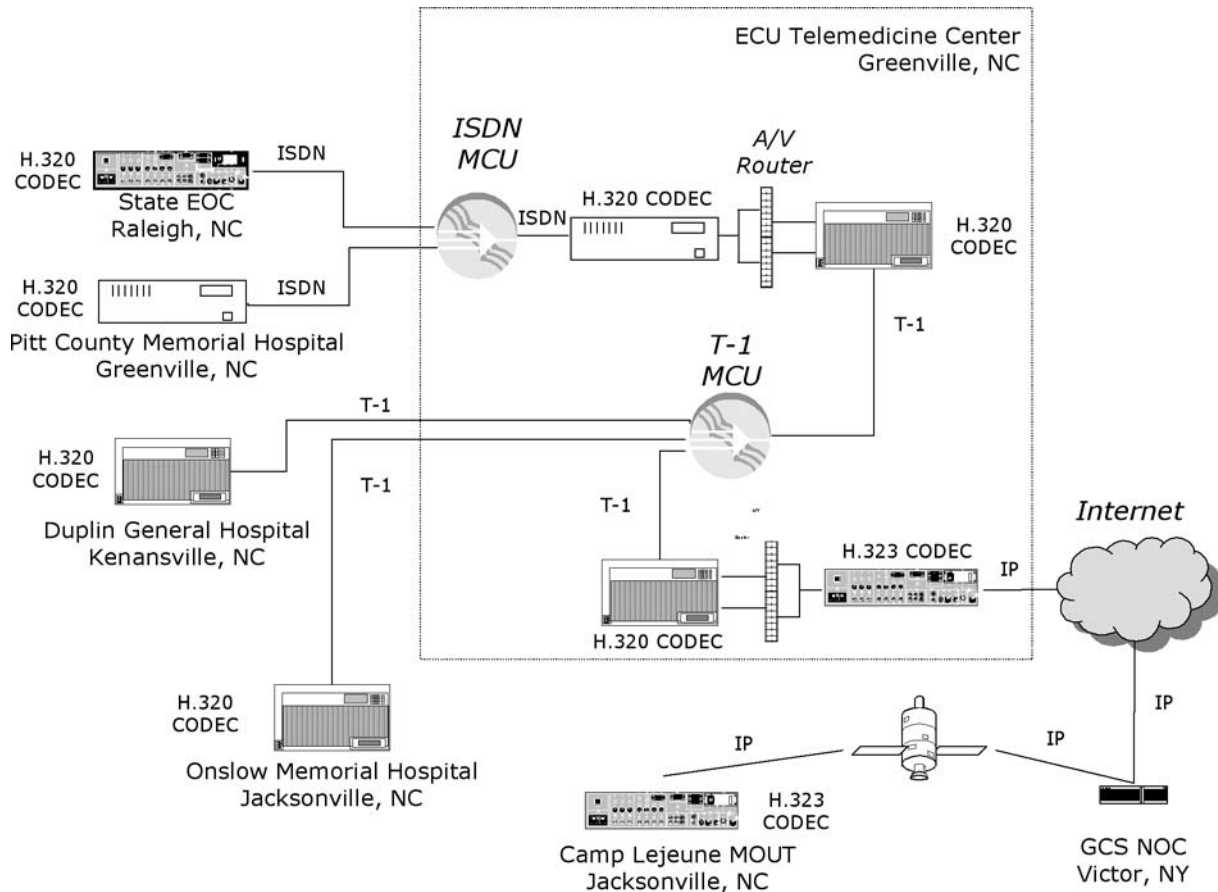 ECU Telemedicine Center
Greenville, NC
ISDN
MCU
A/V
Router
H.320
CODEC
ISDN
State EOC
Raleigh, NC
ISDN
H.320 CODEC
H.320
CODEC
H.320
CODEC
ISDN
Pitt County Memorial Hospital
Greenville, NC
T-1
T-1
MCU
T-1
H.320
CODEC
T-1
Duplin General Hospital
Kenansville, NC
T-1
A/V
Router
H.323 CODEC
IP
Internet
H.320 CODEC
H.320
CODEC
Onslow Memorial Hospital
Jacksonville, NC
IP
IP
IP
H.323
CODEC
Camp Lejeune MOUT
Jacksonville, NC
GCS NOC
Victor, NY